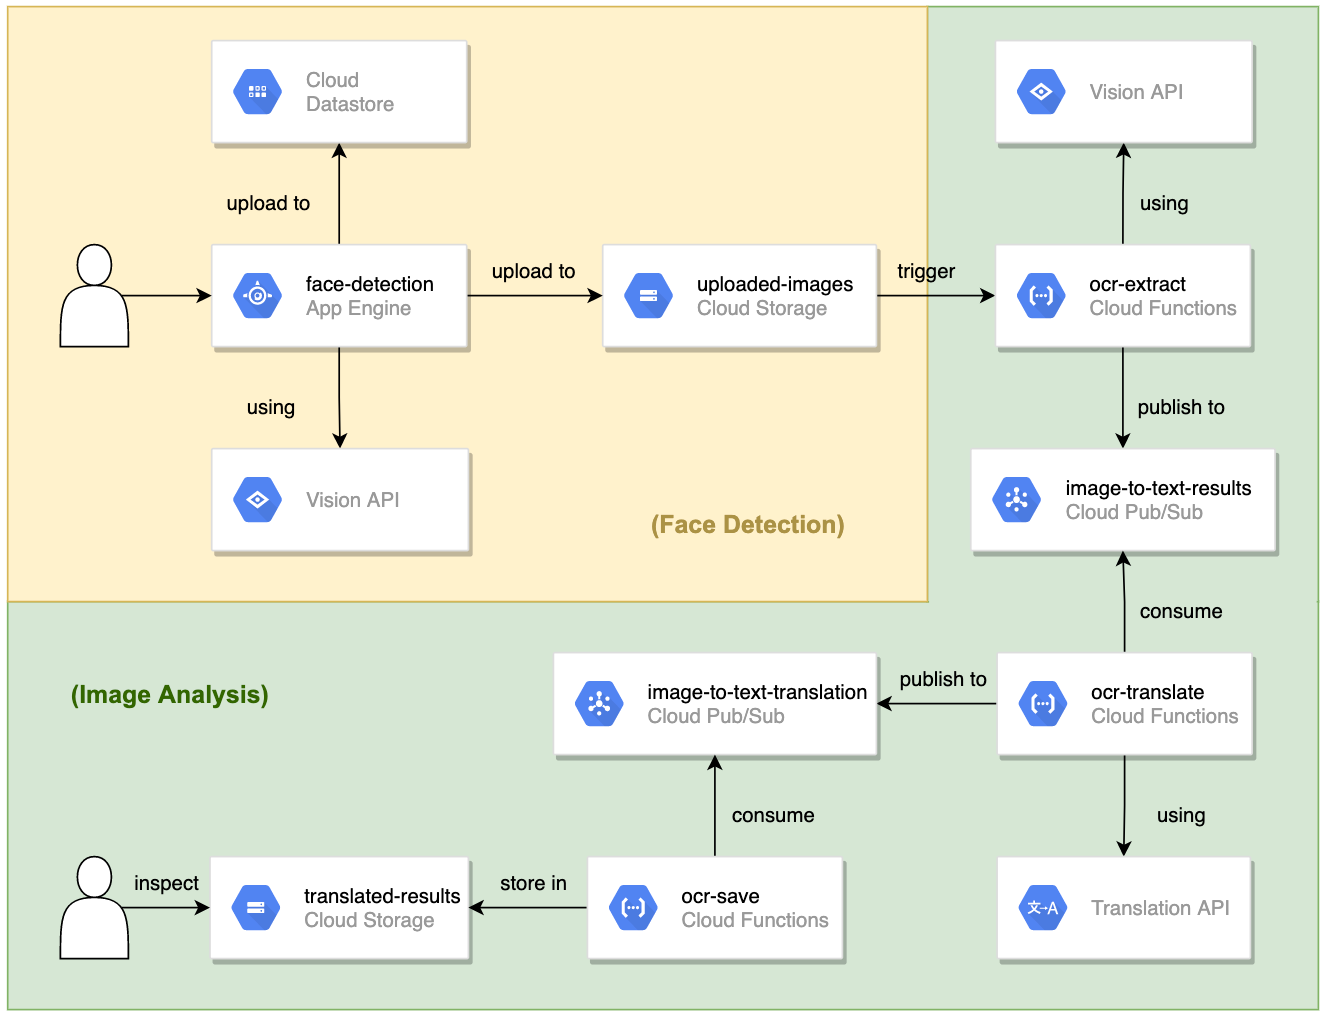 Cloud
Datastore
Vision API
upload to
using
face-detection
App Engine
upload to
uploaded-images
Cloud Storage
trigger
ocr-extract
Cloud Functions
using
publish to
Vision API
image-to-text-results
Cloud Pub/Sub
(Face Detection)
consume
(Image Analysis)
image-to-text-translation
Cloud Pub/Sub
publish to
ocr-translate
Cloud Functions
consume
using
inspect
translated-results
Cloud Storage
store in
ocr-save
Cloud Functions
文→A
Translation API